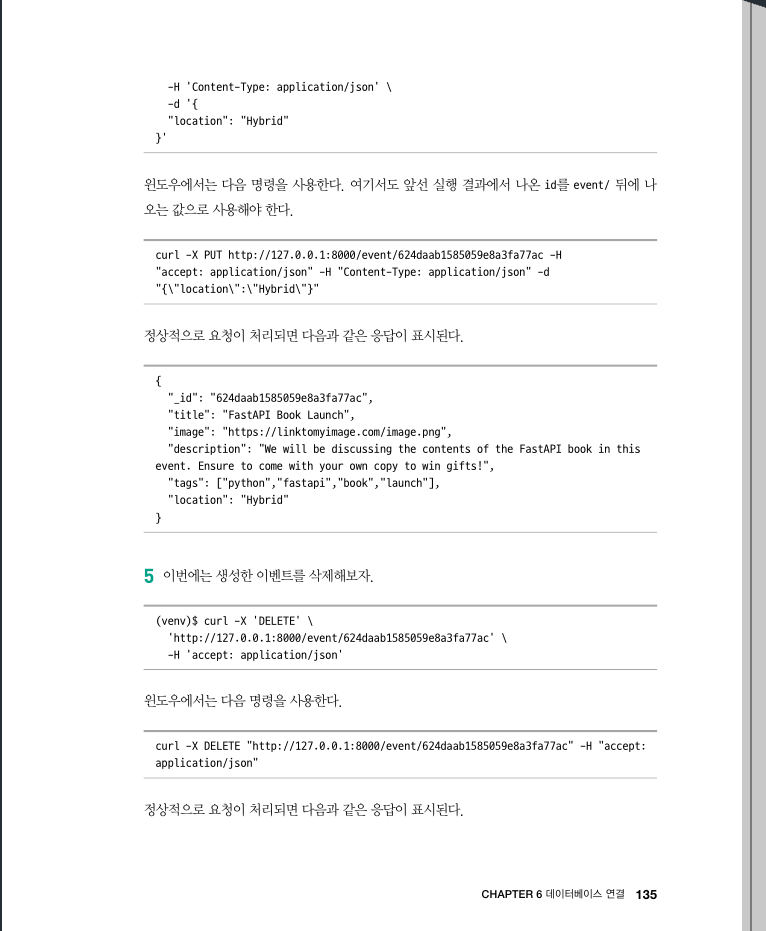 -H 'Content-Type: application/json' \
-d '{
"location": "Hybrid"
}'
윈도우에서는 다음 명령을 사용한다. 여기서도 앞선 실행 결과에서 나온 id를 event/ 뒤에 나
오는 값으로 사용해야 한다.
curl -X PUT http://127.0.0.1:8000/event/624daab1585059e8a3fa77ac -H
"accept: application/json" -H "Content-Type: application/json" -d
"{\"location\":\"Hybrid\"}"
정상적으로 요청이 처리되면 다음과 같은 응답이 표시된다.
{
"_id": "624daab1585059e8a3fa77ac",
"title": "FastAPI Book Launch",
"image": "https://linktomyimage.com/image.png",
"description": "We will be discussing the contents of the FastAPI book in this
event. Ensure to come with your own copy to win gifts!",
"tags": ["python","fastapi","book","launch"],
"location": "Hybrid"
}
5 이번에는 생성한 이벤트를 삭제해보자.
(venv)$ curl -X 'DELETE' \
'http://127.0.0.1:8000/event/624daab1585059e8a3fa77ac' \
-H 'accept: application/json'
윈도우에서는 다음 명령을 사용한다.
curl -X DELETE "http://127.0.0.1:8000/event/624daab1585059e8a3fa77ac" -H "accept:
application/json"
정상적으로 요청이 처리되면 다음과 같은 응답이 표시된다.
CHAPTER 6 데이터베이스 연결 135